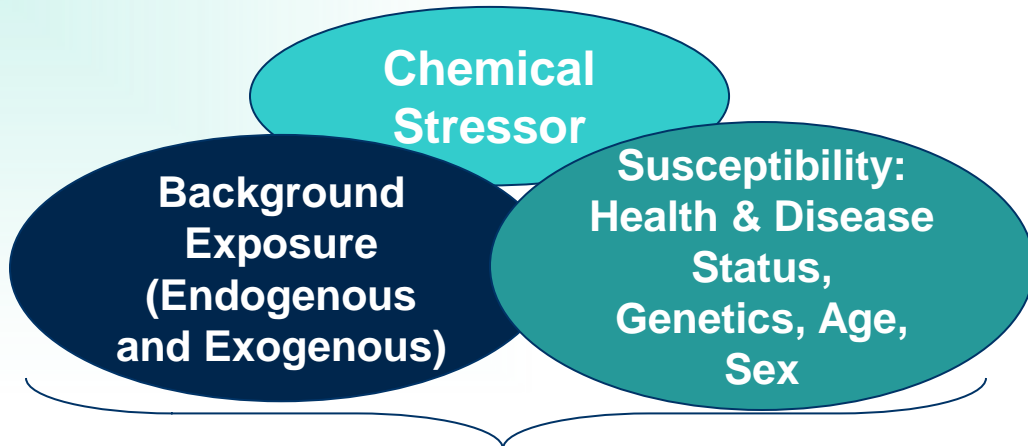 Chemical
Stressor
Background
Exposure
(Endogenous
and Exogenous)
Susceptibility:
Health & Disease
Status,
Genetics, Age,
Sex